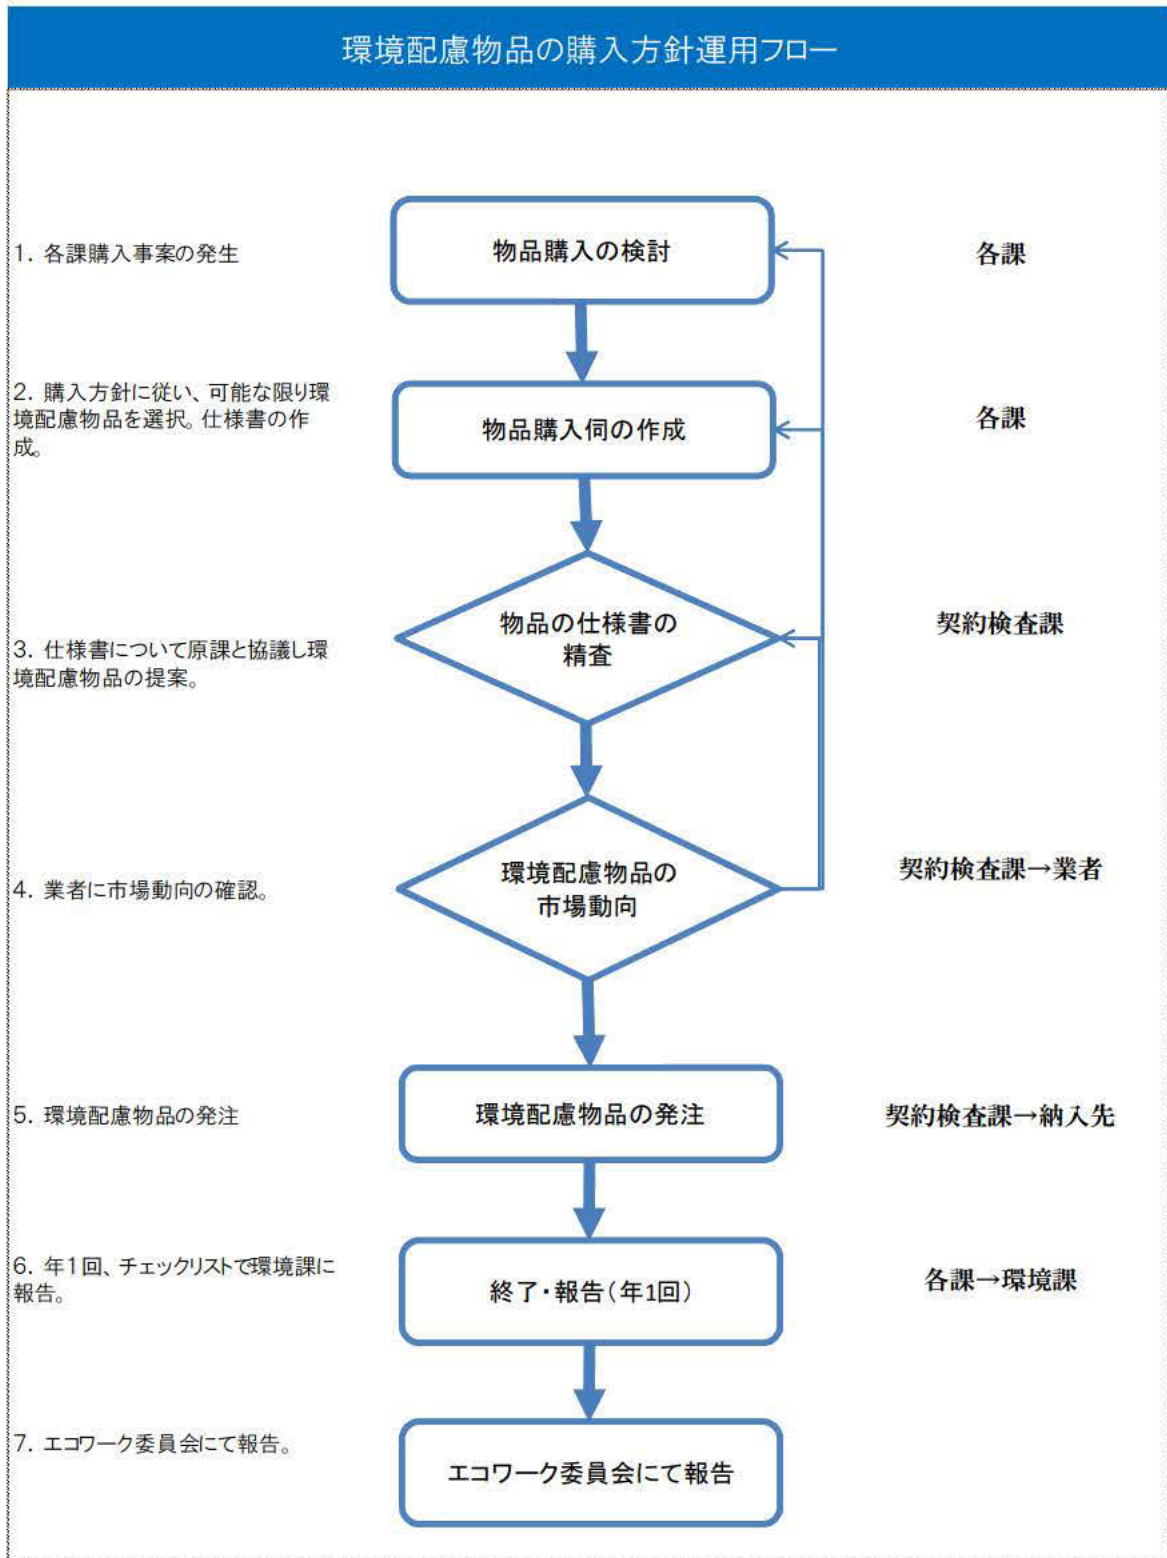 環境配慮物品の購入方針運用フロー
1. 各課購入事案の発生
物品購入の検討
各課
2. 購入方針に従い、可能な限り環
境配慮物品を選択。仕様書の作
成。
物品購入伺の作成
各課
3. 仕様書について原課と協議し環
境配慮物品の提案。
物品の仕様書の
精査
契約検査課
4. 業者に市場動向の確認。
環境配慮物品の
市場動向
契約検査課→業者
5. 環境配慮物品の発注
環境配慮物品の発注
契約検査課→納入先
6. 年1回、チェックリストで環境課に
報告。
終了・報告(年1回)
各課→環境課
7. エコワーク委員会にて報告。
エコワーク委員会にて報告